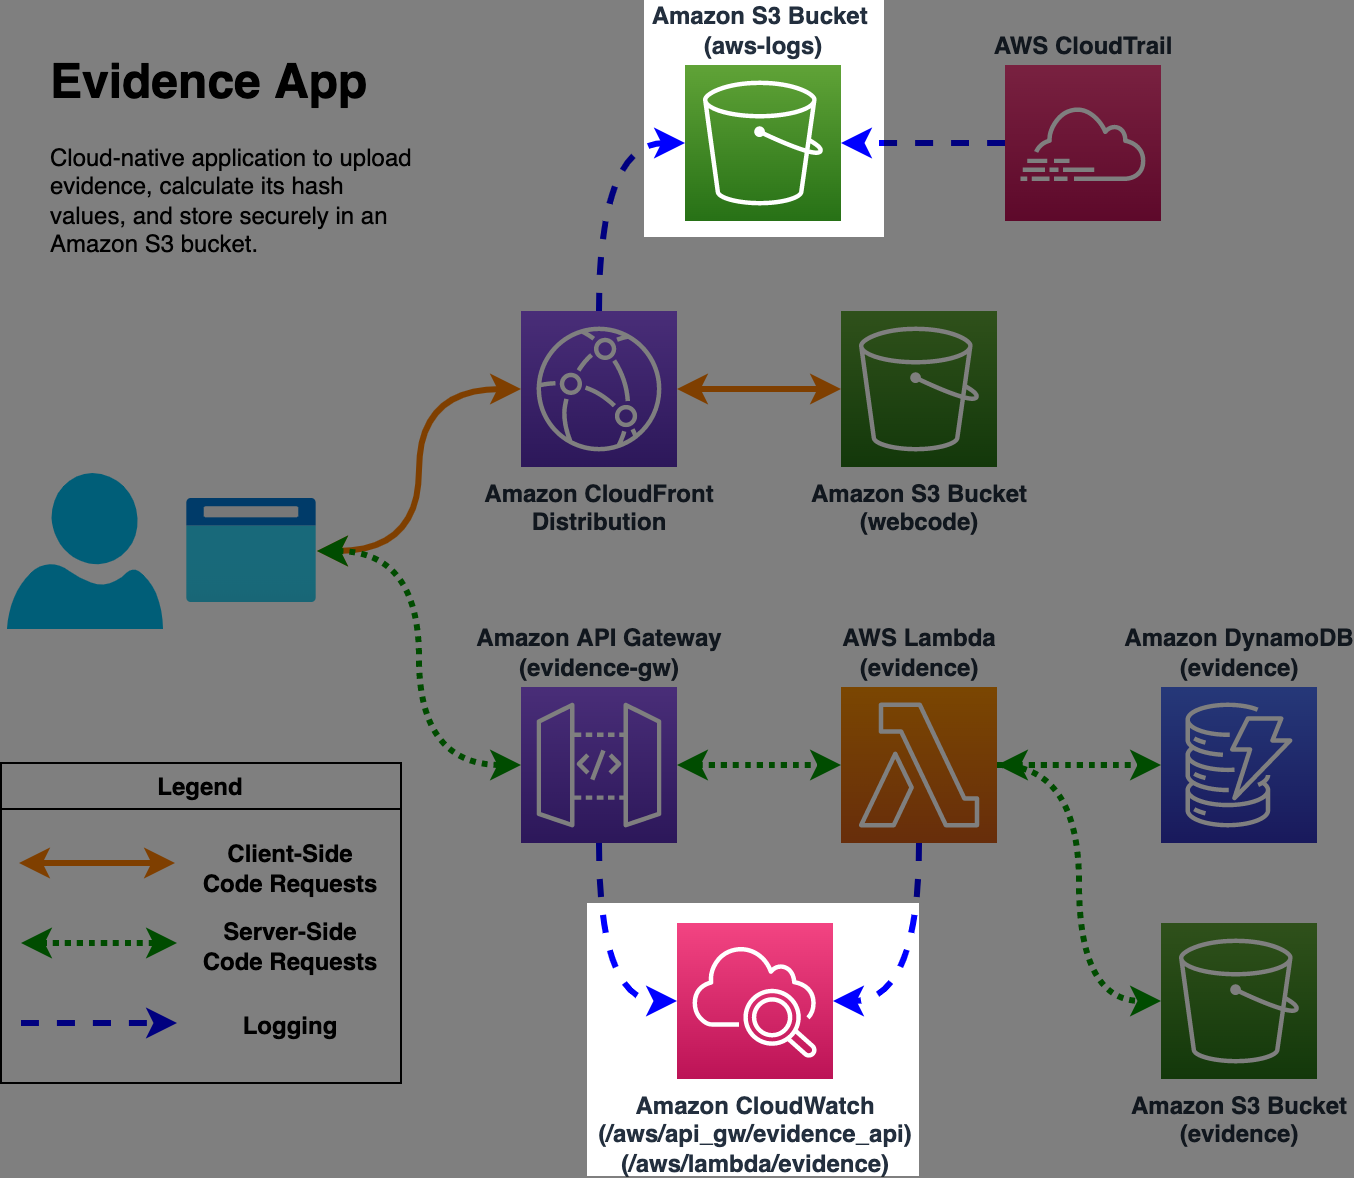 Evidence App
Cloud-native application to upload
evidence, calculate its hash
values, and store securely in an
Amazon S3 bucket.
Amazon S3 Bucket
(aws-logs)
AWS CloudTrail
Amazon CloudFront
Distribution
Amazon S3 Bucket
(webcode)
Amazon API Gateway
(evidence-gw)
</>
AWS Lambda
(evidence)
Amazon DynamoDB
(evidence)
Amazon CloudWatch
(/aws/api_gw/evidence_api)
(/aws/lambda/evidence)
Amazon S3 Bucket
(evidence)
Legend
Client-Side
Code Requests
Server-Side
Code Requests
Logging